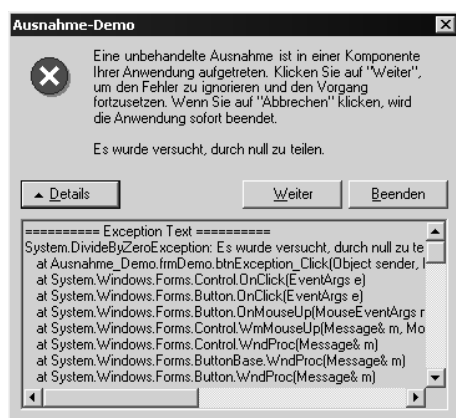 Ausnahme-Demo
Eine unbehandelte Ausnahme ist in einer Komponente
Ihrer Anwendung aufgetreten. Klicken Sie auf "Weiter",
um den Fehler zu ignorieren und den Vorgang
fortzusetzen. Wenn Sie auf "Abbrechen" klicken, wird
die Anwendung sofort beendet.
Es wurde versucht, durch null zu teilen.
Details Weiter Beenden
========== Exception Text ==========
System.DivideByZeroException: Es wurde versucht, durch null zu te
at Ausnahme_Demo.frmDemo.btnException_Click(Object sender,
at System.Windows.Forms.Control.OnClick(EventArgs e)
at System.Windows.Forms.Button.OnClick(EventArgs e)
at System.Windows.Forms.Button.OnMouseUp(MouseEventArgs
at System.Windows.Forms.Control.WmMouseUp(Message& m, Mo
at System.Windows.Forms.Control.WndProc(Message& m)
at System.Windows.Forms.ButtonBase.WndProc(Message& m)
at System.Windows.Forms.Button.WndProc(Message& m)